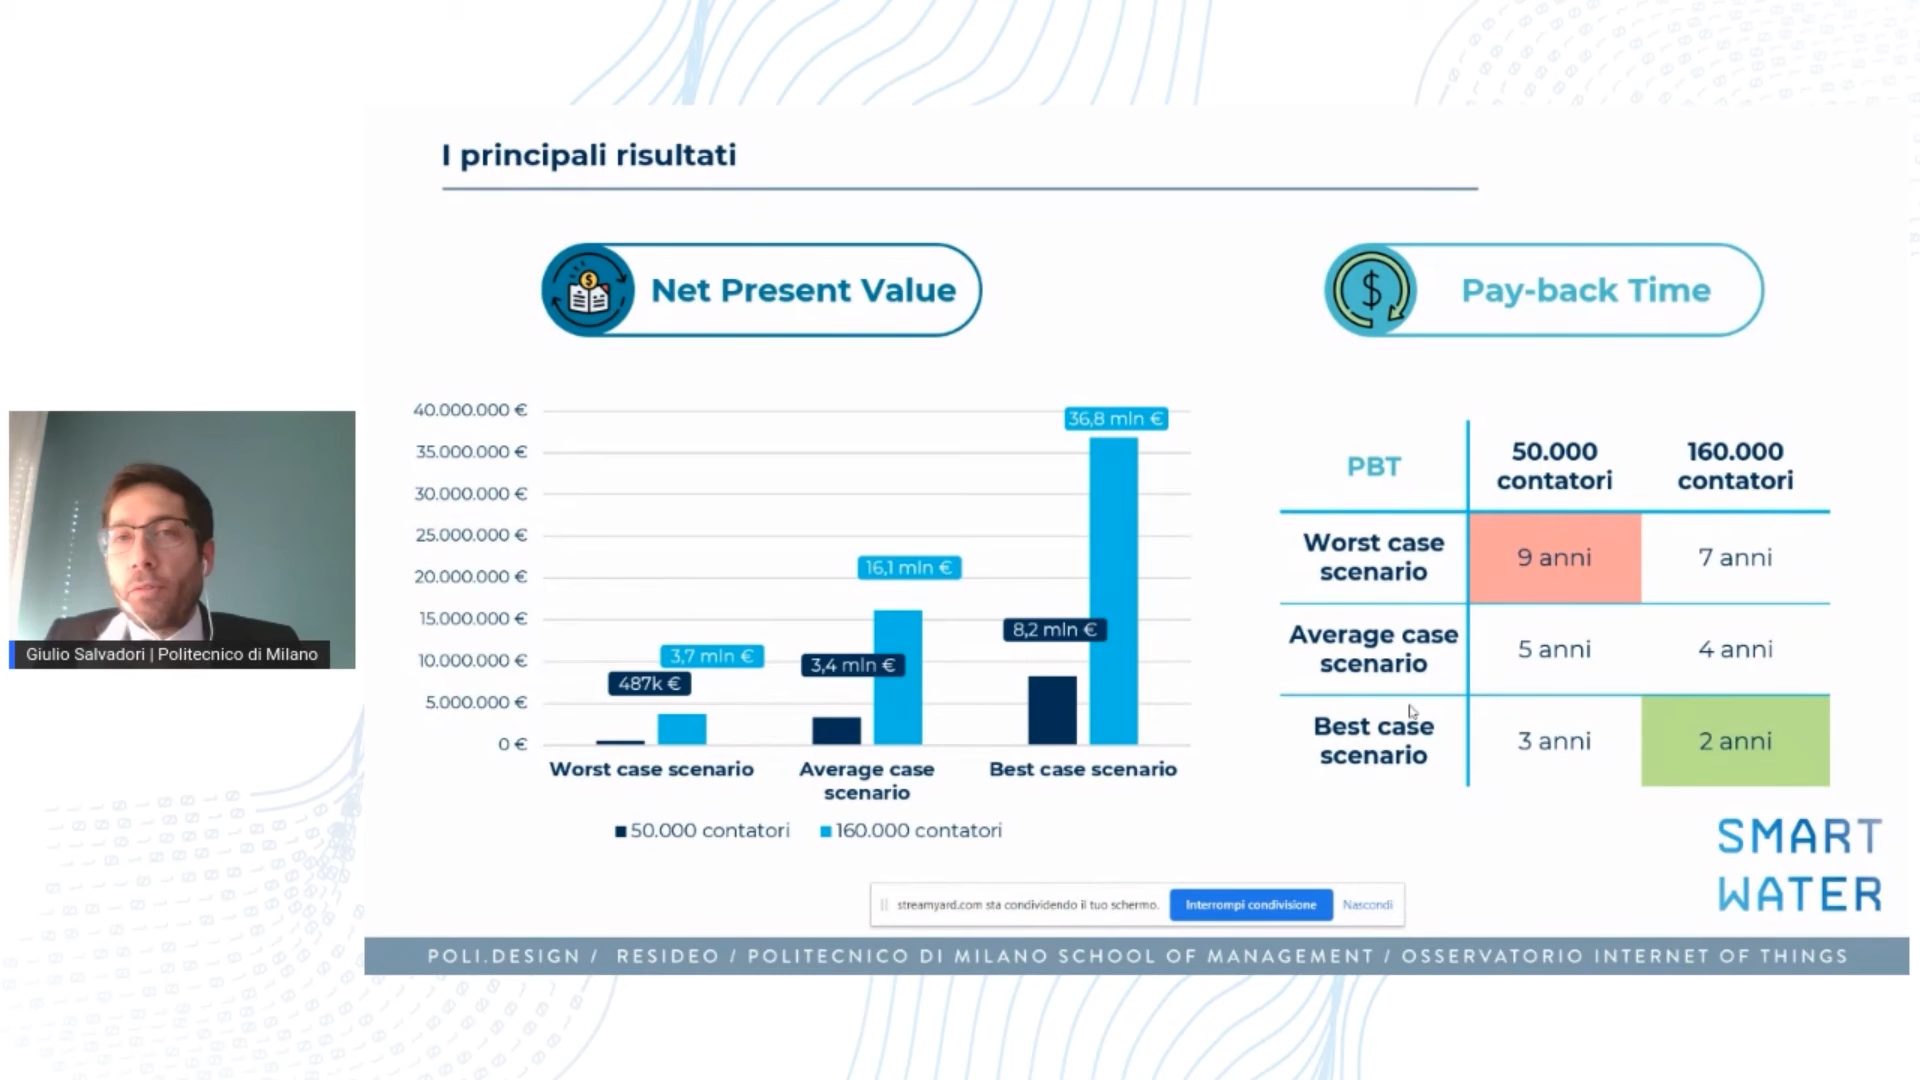 I principali risultati
Net Present Value
Pay-back Time
40.000.000 €
35.000.000 €
30.000.000 €
25.000.000 €
20.000.000 €
15.000.000 €
10.000.000 €
5.000.000 €
0 €
487k €
3,7 mln €
3,4 mln €
16,1 mln €
8,2 mln €
36,8 mln €
Worst case scenario
Average case
scenario
Best case scenario
50.000 contatori
160.000 contatori
PBT
50.000
contatori
160.000
contatori
Worst case
scenario
9 anni
7 anni
Average case
scenario
5 anni
4 anni
Best case
scenario
3 anni
2 anni
Giulio Salvadori | Politecnico di Milano
SMART
WATER
streamyard.com sta condividendo il tuo schermo.
Interrompi condivisione
Nascondi
POLI.DESIGN / RESIDEO / POLITECNICO DI MILANO SCHOOL OF MANAGEMENT / OSSERVATORIO INTERNET OF THINGS